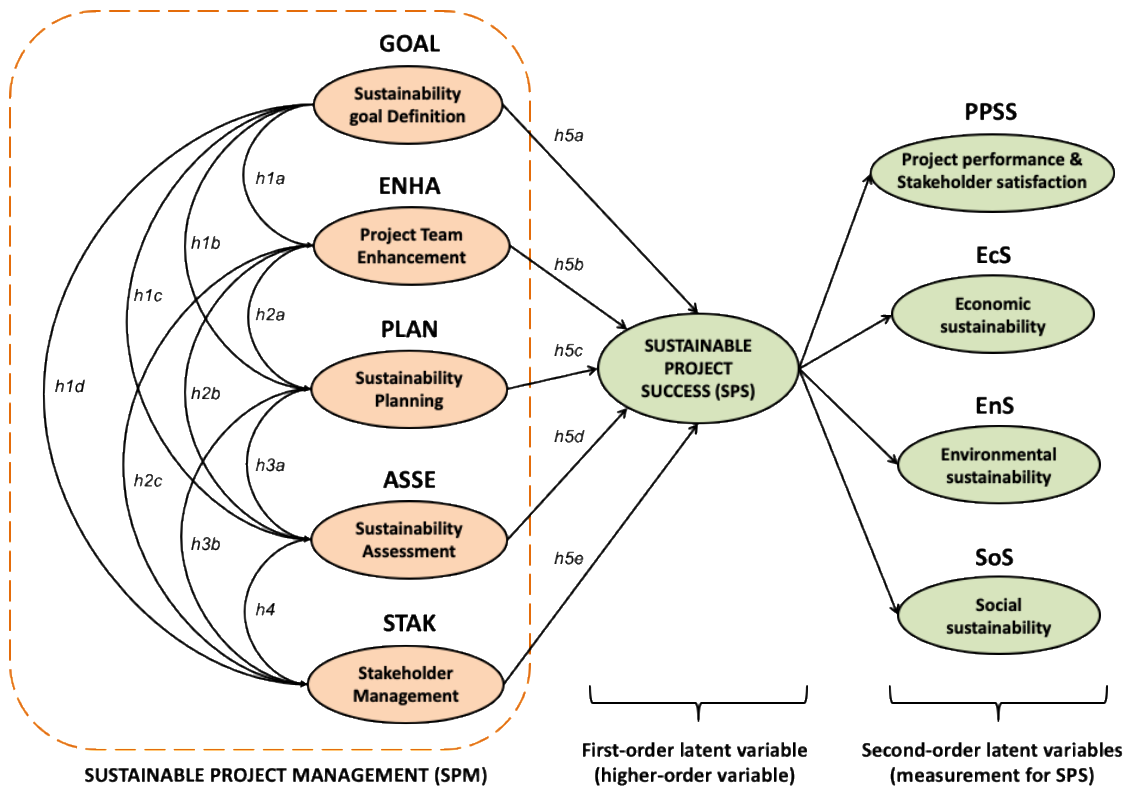 GOAL
Sustainability
goal Definition
h5a
h1a
ENHA
Project Team
Enhancement
h5b
h1b
h1c
h2a
PLAN
Sustainability
Planning
h5c
h1d
h2b
h3a
h5d
ASSE
Sustainability
Assessment
h2c
h3b
h5e
h4
STAK
Stakeholder
Management
SUSTAINABLE PROJECT MANAGEMENT (SPM)
SUSTAINABLE
PROJECT
SUCCESS (SPS)
First-order latent variable
(higher-order variable)
PPSS
Project performance &
Stakeholder satisfaction
EcS
Economic
sustainability
EnS
Environmental
sustainability
SoS
Social
sustainability
Second-order latent variables
(measurement for SPS)